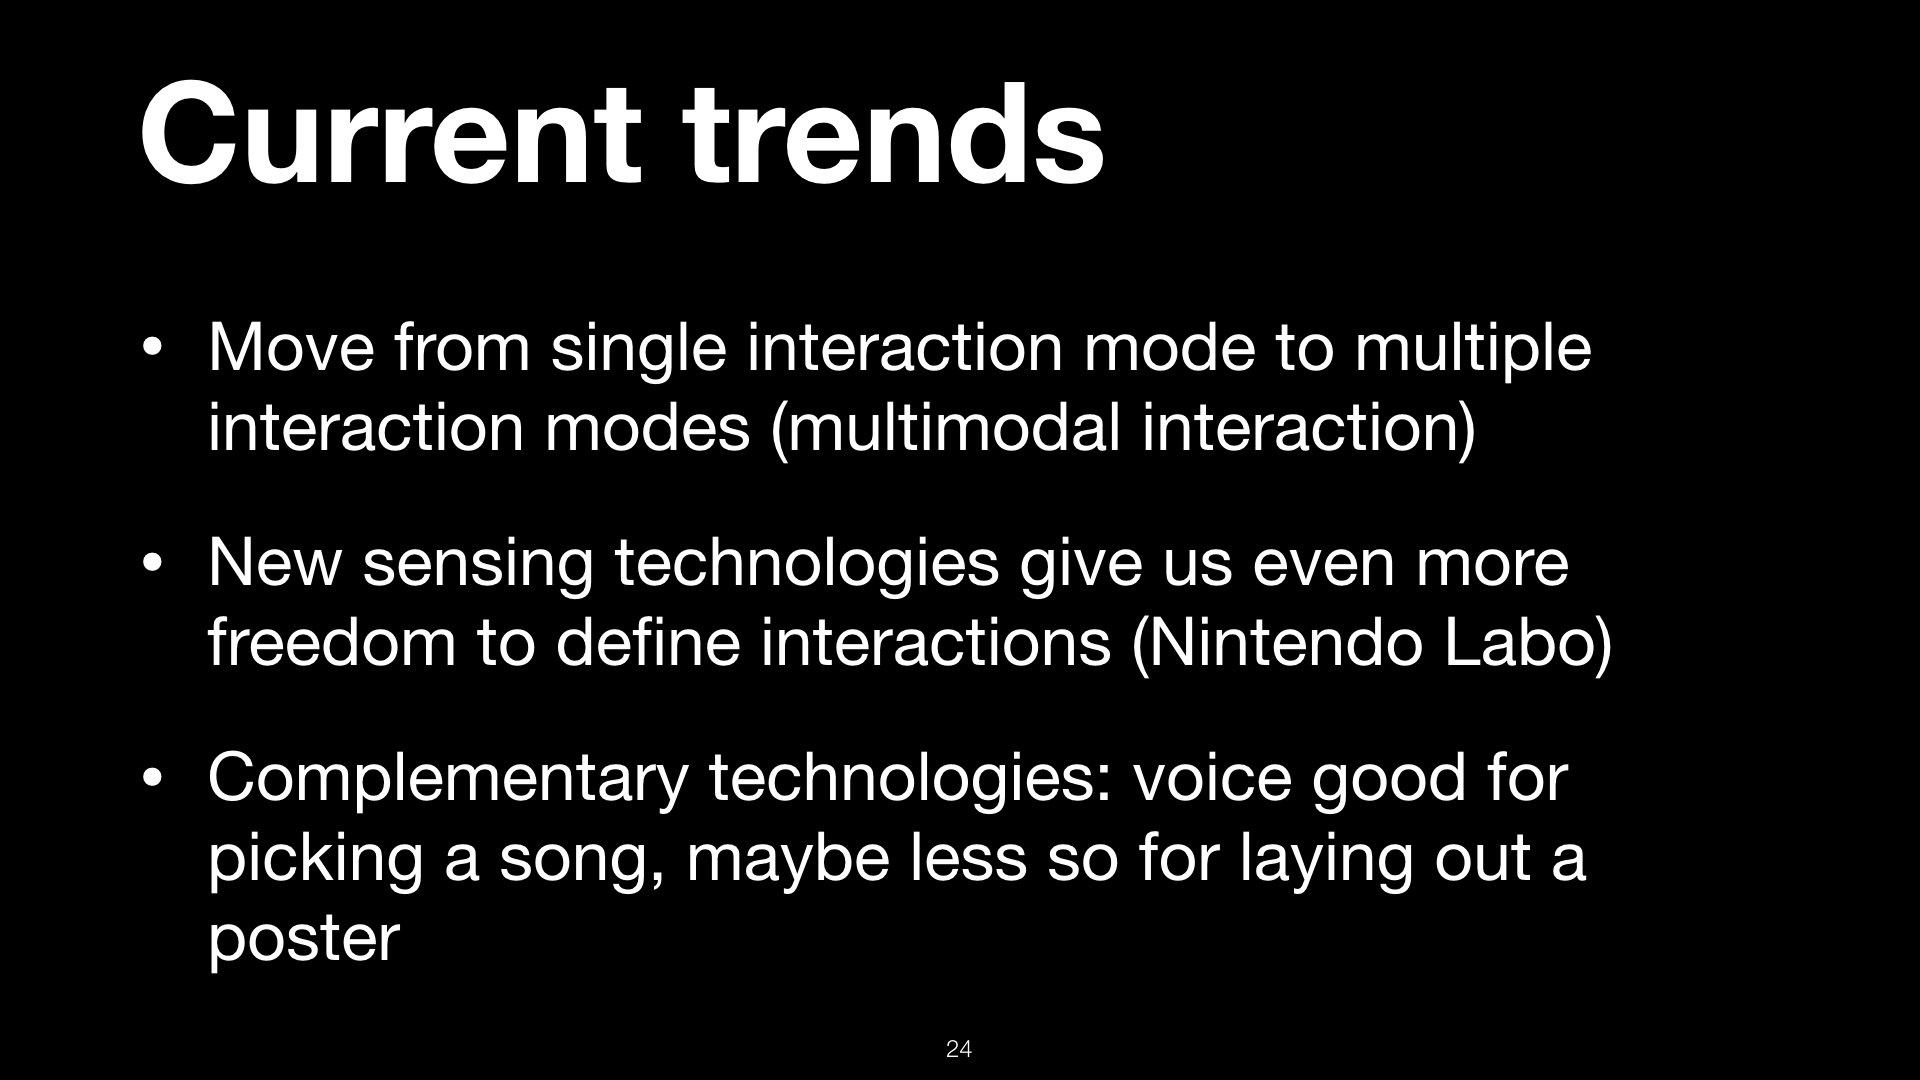 Current trends
• Move from single interaction mode to multiple
interaction modes (multimodal interaction)
• New sensing technologies give us even more
freedom to define interactions (Nintendo Labo)
• Complementary technologies: voice good for
picking a song, maybe less so for laying out a
poster
24